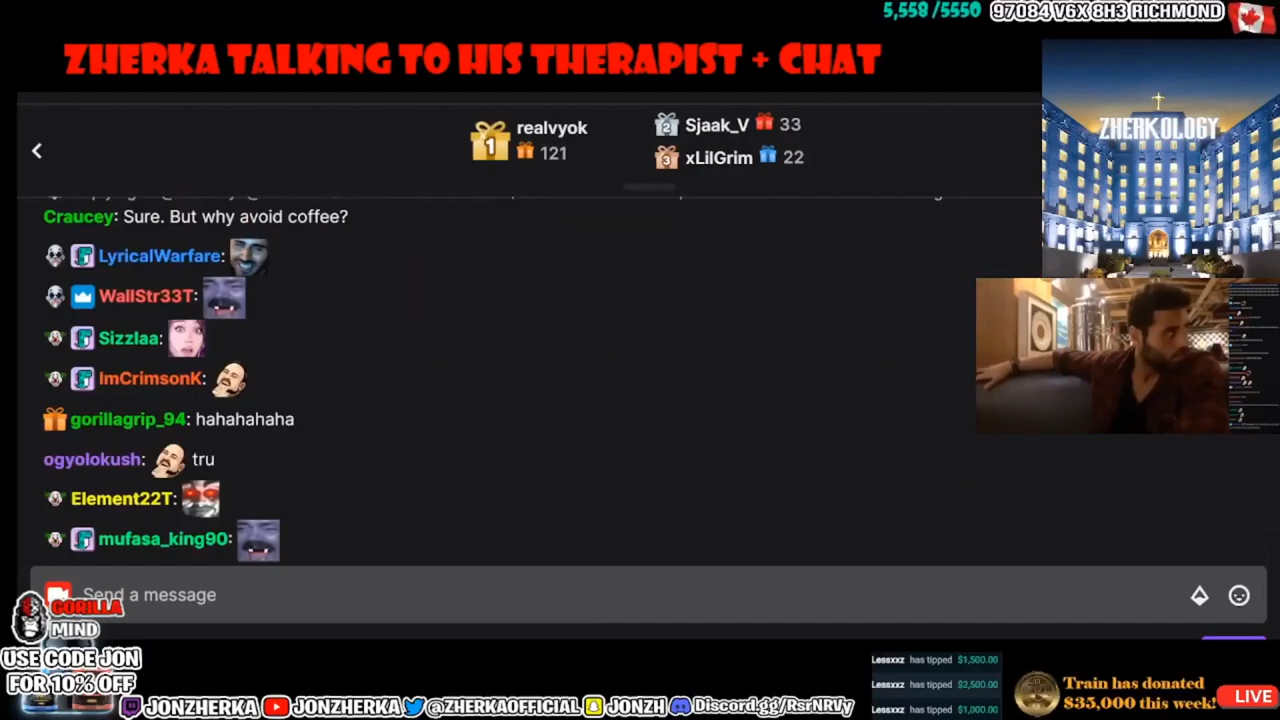 5,558 /5550
97084 V6X 8H3 RICHMOND
ZHERKA TALKING TO HIS THERAPIST + CHAT
ZHERKOLOGY
1
realvyok
121
2 Sjaak_V 33
3 xLilGrim 22
Craucey: Sure. But why avoid coffee?
LyricalWarfare:
WallStr33T:
Sizzlaa:
ImCrimsonK:
gorillagrip_94: hahahahaha
ogyolokush: tru
Element22T:
mufasa_king90:
Send a message
GORILLA
MIND
USE CODE JON
FOR 10% OFF
JONZHERKA JONZHERKA @ZHERKAOFFICIAL JONZH Discord.gg/RsrNRVy
Lessxxz has tipped $1,500.00
Lessxxz has tipped $2,500.00
Lessxxz has tipped $1,000.00
Train has donated
$35,000 this week!
LIVE